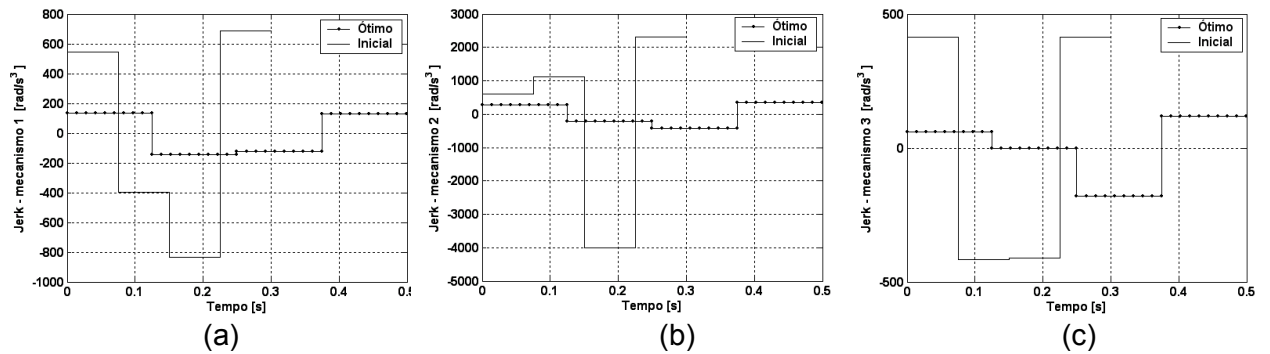 Jerk - mecanismo 1 [rad/s³]
800
600
400
200
0
-200
-400
-600
-800
-1000
Ótimo
Inicial
0
0.1
0.2
0.3
0.4
0.5
Tempo [s]
(a)
Jerk - mecanismo 2 [rad/s³]
3000
2000
1000
0
-1000
-2000
-3000
-4000
-5000
Ótimo
Inicial
0
0.1
0.2
0.3
0.4
0.5
Tempo [s]
(b)
Jerk - mecanismo 3 [rad/s³]
500
0
-500
Ótimo
Inicial
0
0.1
0.2
0.3
0.4
0.5
Tempo [s]
(c)